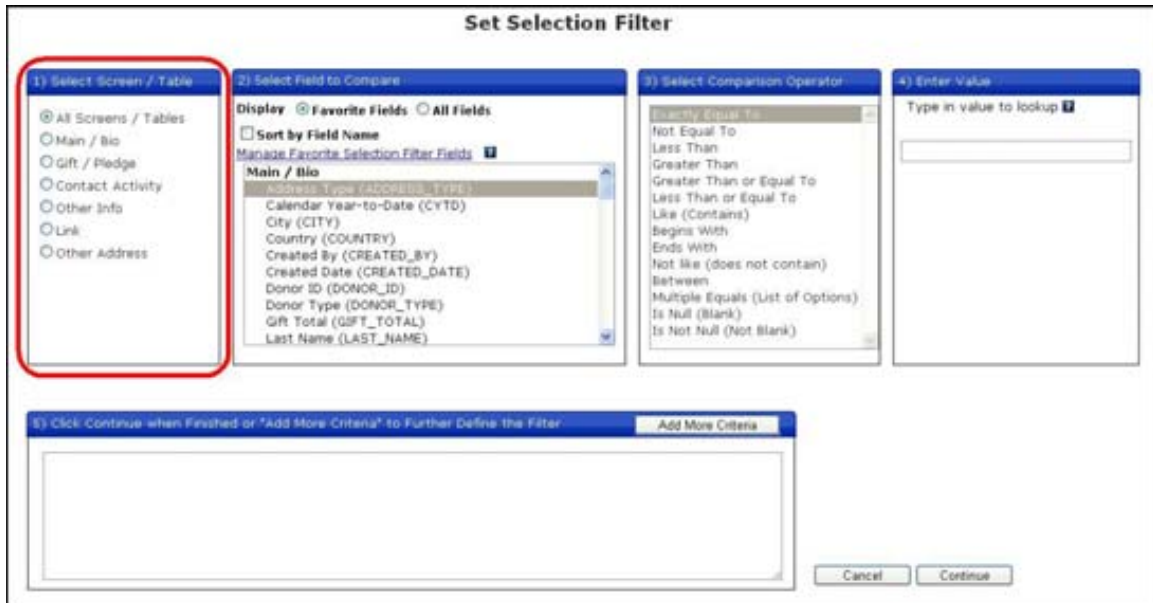 Set Selection Filter
1) Select Screen / Table
All Screens / Tables
Main / Bio
Gift / Pledge
Contact Activity
Other Info
Link
Other Address
2) Select Field to Compare
Display Favorite Fields All Fields
Sort by Field Name
Manage Favorite Selection Filter Fields ?
Main / Bio
Address Type (ADDRESS_TYPE)
Calendar Year-to-Date (CYTD)
City (CITY)
Country (COUNTRY)
Created By (CREATED_BY)
Created Date (CREATED_DATE)
Donor ID (DONOR_ID)
Donor Type (DONOR_TYPE)
Gift Total (GIFT_TOTAL)
Last Name (LAST_NAME)
3) Select Comparison Operator
Exactly Equal To
Not Equal To
Less Than
Greater Than
Greater Than or Equal To
Less Than or Equal To
Like (Contains)
Begins With
Ends With
Not like (does not contain)
Between
Multiple Equals (List of Options)
Is Null (Blank)
Is Not Null (Not Blank)
4) Enter Value
Type in value to lookup ?
5) Click Continue when Finished or "Add More Criteria" to Further Define the Filter
Add More Criteria
Cancel
Continue